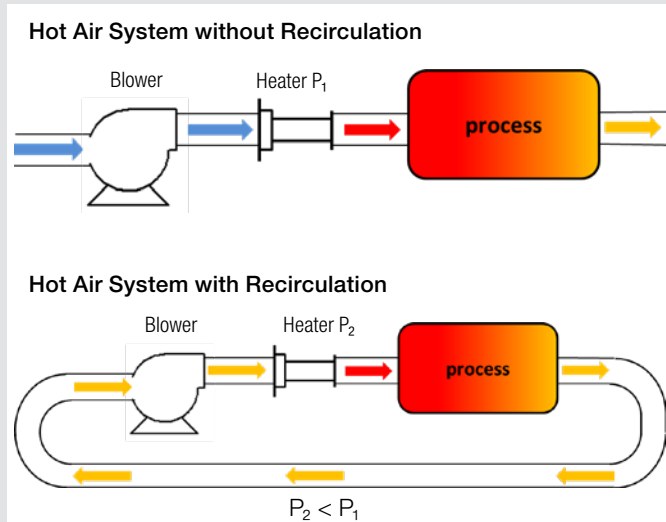 Hot Air System without Recirculation
Blower
Heater P₁
process
Hot Air System with Recirculation
Blower
Heater P₂
process
P₂ < P₁